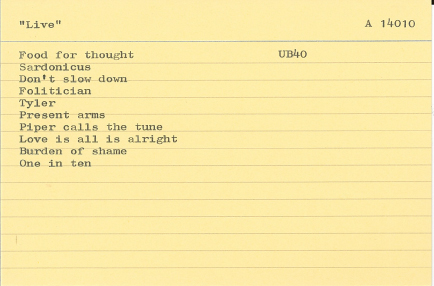 "Live" A 14010
Food for thought UB40
Sardonicus
Don't slow down
Folitician
Tyler
Present arms
Piper calls the tune
Love is all is alright
Burden of shame
One in ten